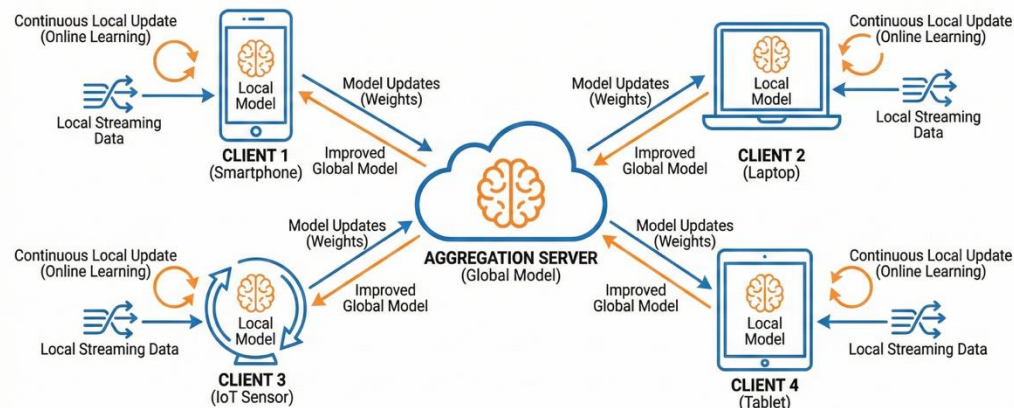 Continuous Local Update
(Online Learning)
Local
Model
Local Streaming
Data
CLIENT 1
(Smartphone)
Model Updates
(Weights)
Improved
Global Model
Model Updates
(Weights)
Improved
Global Model
Local
Model
Continuous Local Update
(Online Learning)
Local Streaming
Data
CLIENT 2
(Laptop)
AGGREGATION SERVER
(Global Model)
Continuous Local Update
(Online Learning)
Local
Model
Local Streaming Data
CLIENT 3
(IoT Sensor)
Model Updates
(Weights)
Improved
Global Model
Model Updates
(Weights)
Improved
Global Model
Local
Model
Continuous Local Update
(Online Learning)
Local Streaming Data
CLIENT 4
(Tablet)